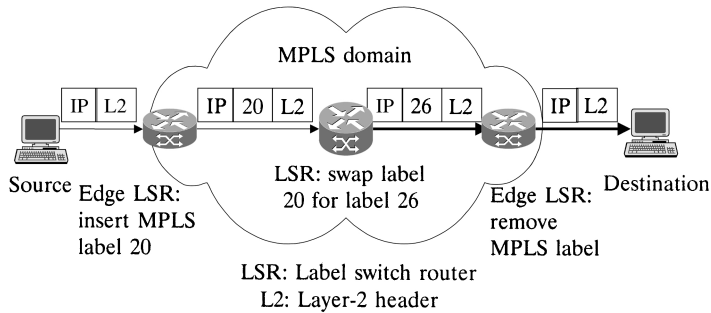 MPLS domain
IP L2
IP 20 L2
IP 26 L2
IP L2
Source
Edge LSR:
insert MPLS
label 20
LSR: swap label
20 for label 26
Edge LSR:
remove
MPLS label
Destination
LSR: Label switch router
L2: Layer-2 header